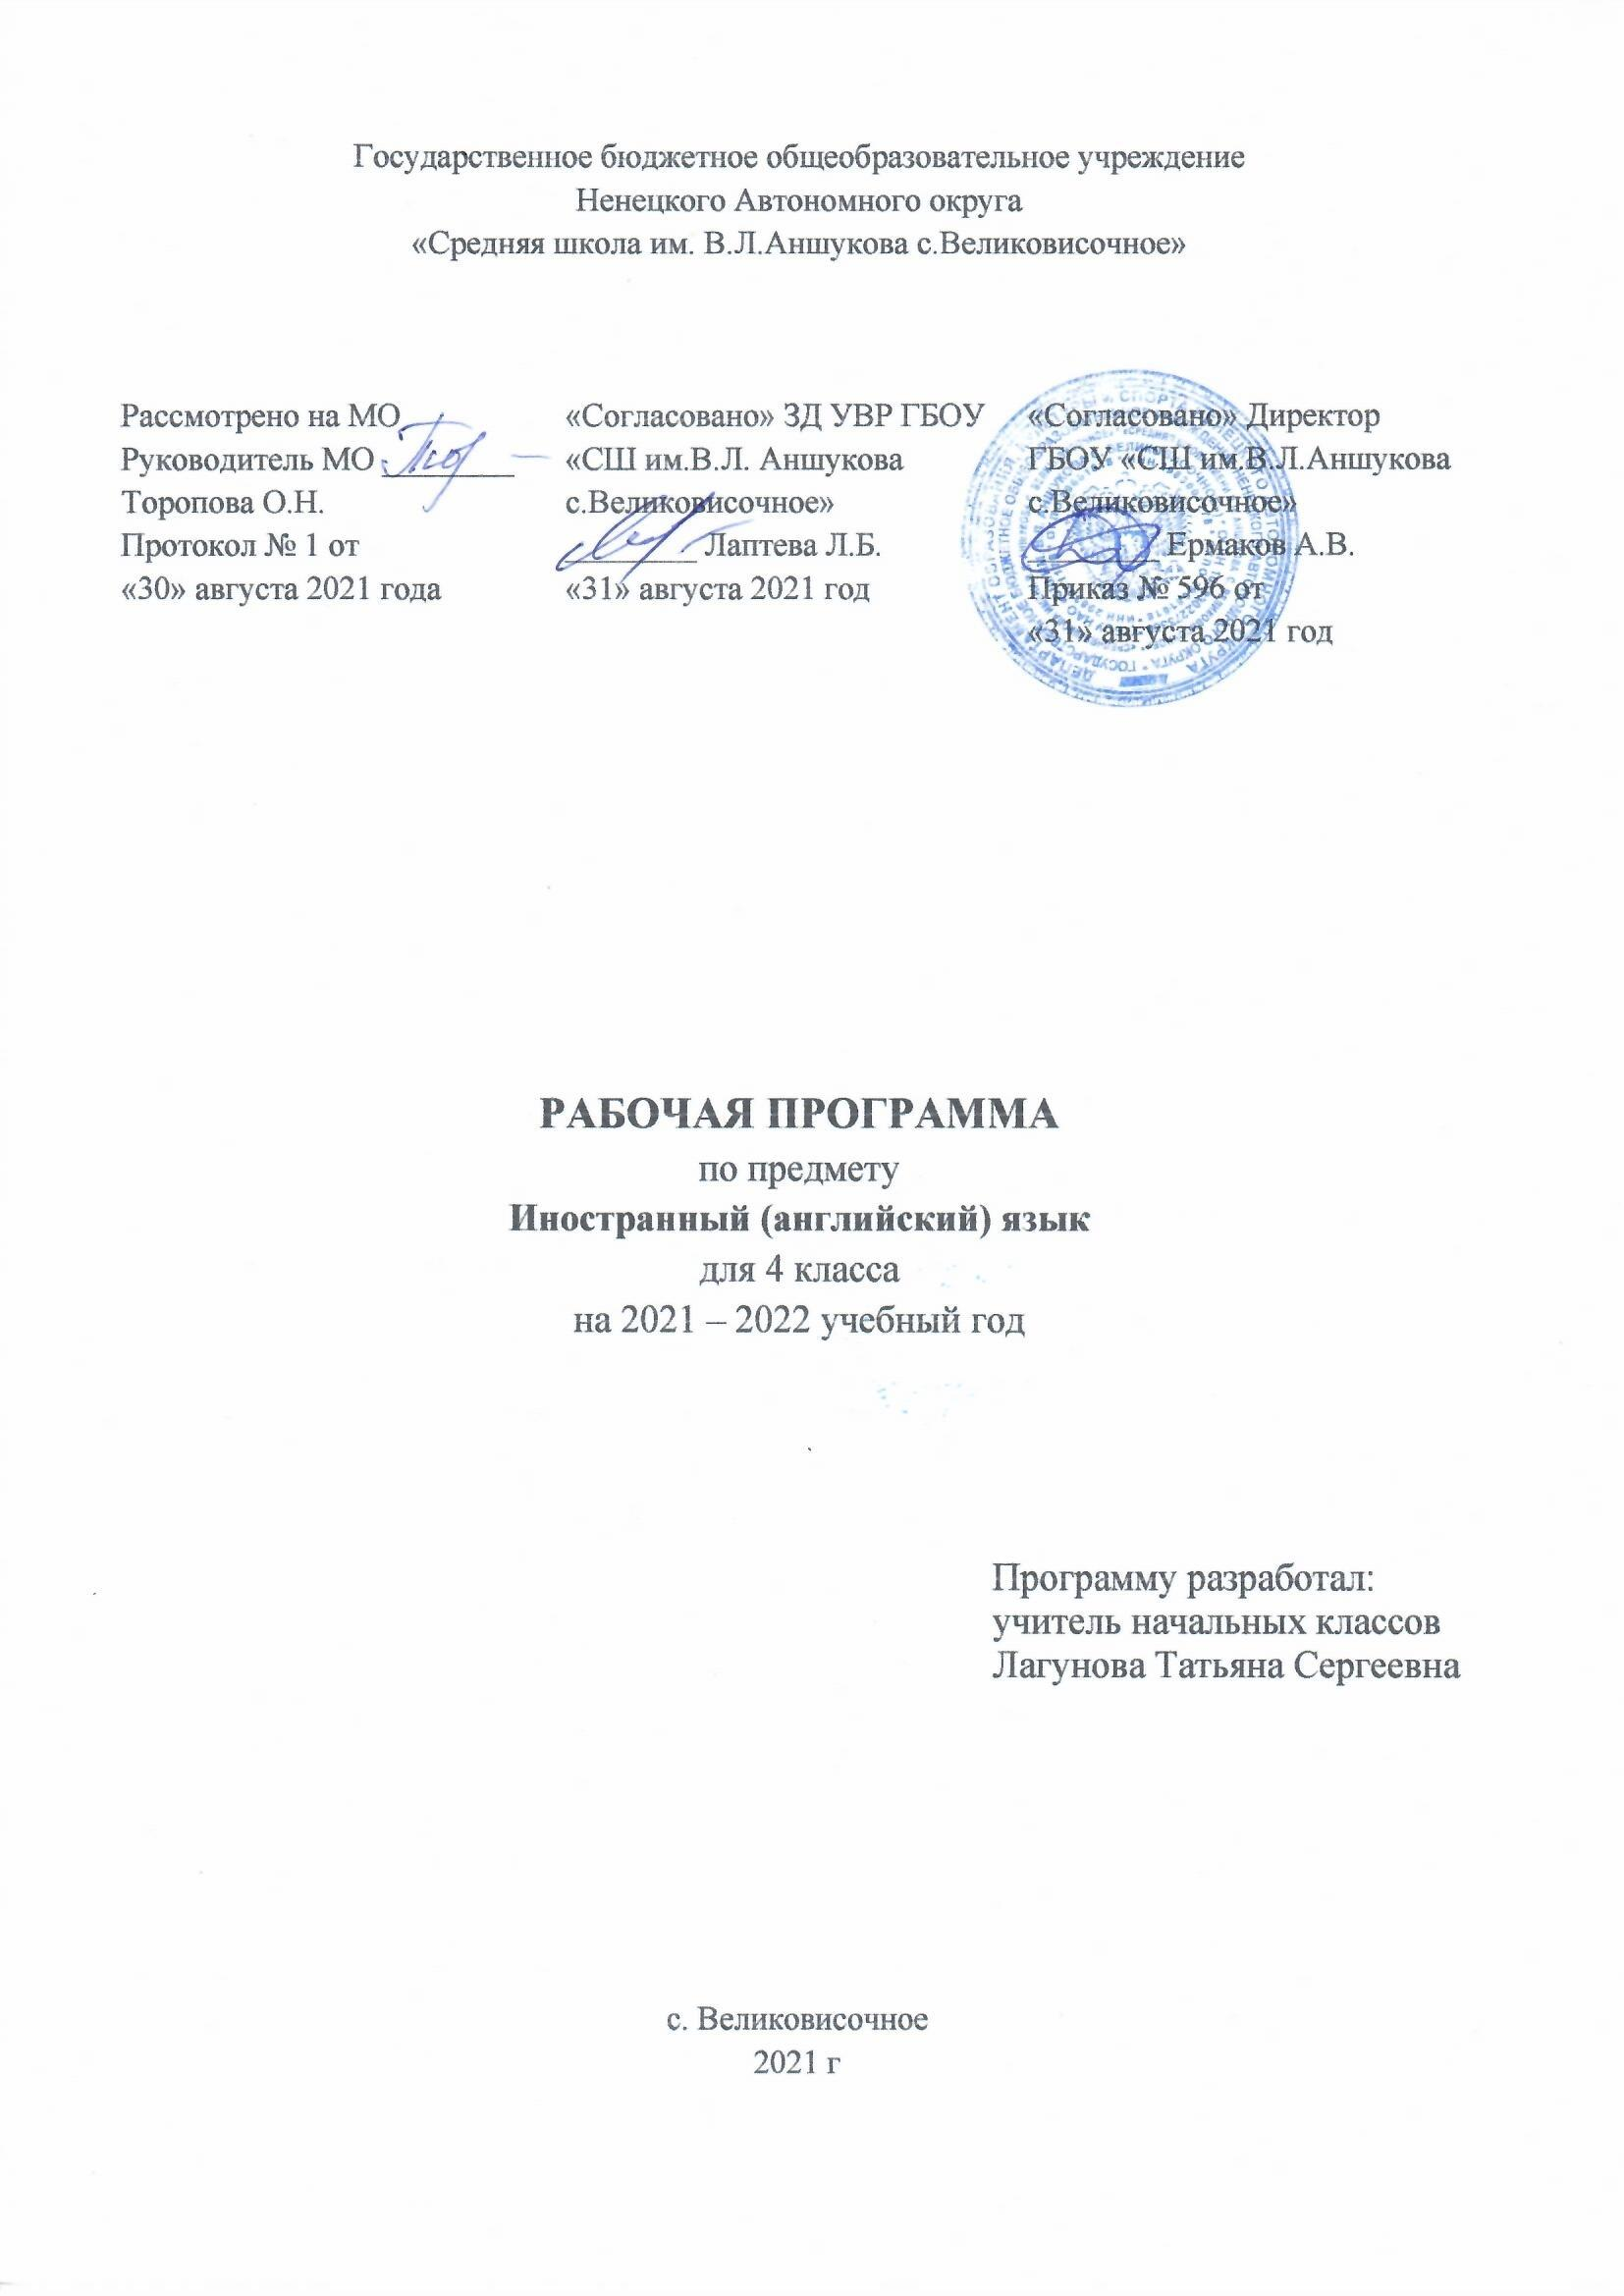 Государственное бюджетное общеобразовательное учреждение
Ненецкого Автономного округа
«Средняя школа им. В.Л.Аншукова с.Великовисочное»
Рассмотрено на МО
Руководитель МО ________
Торопова О.Н.
Протокол № 1 от
«30» августа 2021 года
«Согласовано» ЗД УВР ГБОУ
«СШ им.В.Л. Аншукова
с.Великовисочное»
________ Лаптева Л.Б.
«31» августа 2021 год
«Согласовано» Директор
ГБОУ «СШ им.В.Л.Аншукова
с.Великовисочное»
________ Ермаков А.В.
Приказ № 596 от
«31» августа 2021 год
РАБОЧАЯ ПРОГРАММА
по предмету
Иностранный (английский) язык
для 4 класса
на 2021 – 2022 учебный год
Программу разработал:
учитель начальных классов
Лагунова Татьяна Сергеевна
с. Великовисочное
2021 г